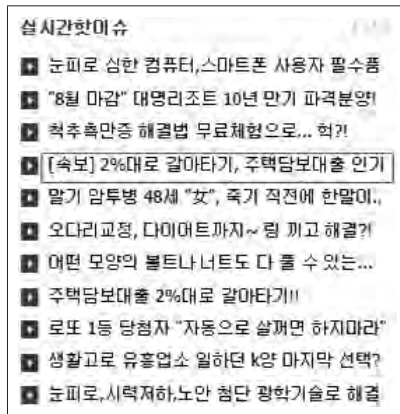 실시간핫이슈
눈피로 심한 컴퓨터,스마트폰 사용자 필수품
"8월 마감" 대명리조트 10년 만기 파격분양!
척추측만증 해결법 무료체험으로... 헉?!
[속보] 2%대로 갈아타기, 주택담보대출 인기
말기 암투병 48세 "女", 죽기 직전에 한말이..
오다리교정, 다이어트까지~ 링 끼고 해결?!
어떤 모양의 볼트나 너트도 다 풀 수 있는...
주택담보대출 2%대로 갈아타기!!
로또 1등 당첨자 "자동으로 살꺼면 하지마라"
생활고로 유흥업소 일하던 k양 마지막 선택?
눈피로,시력저하,노안 첨단 광학기술로 해결